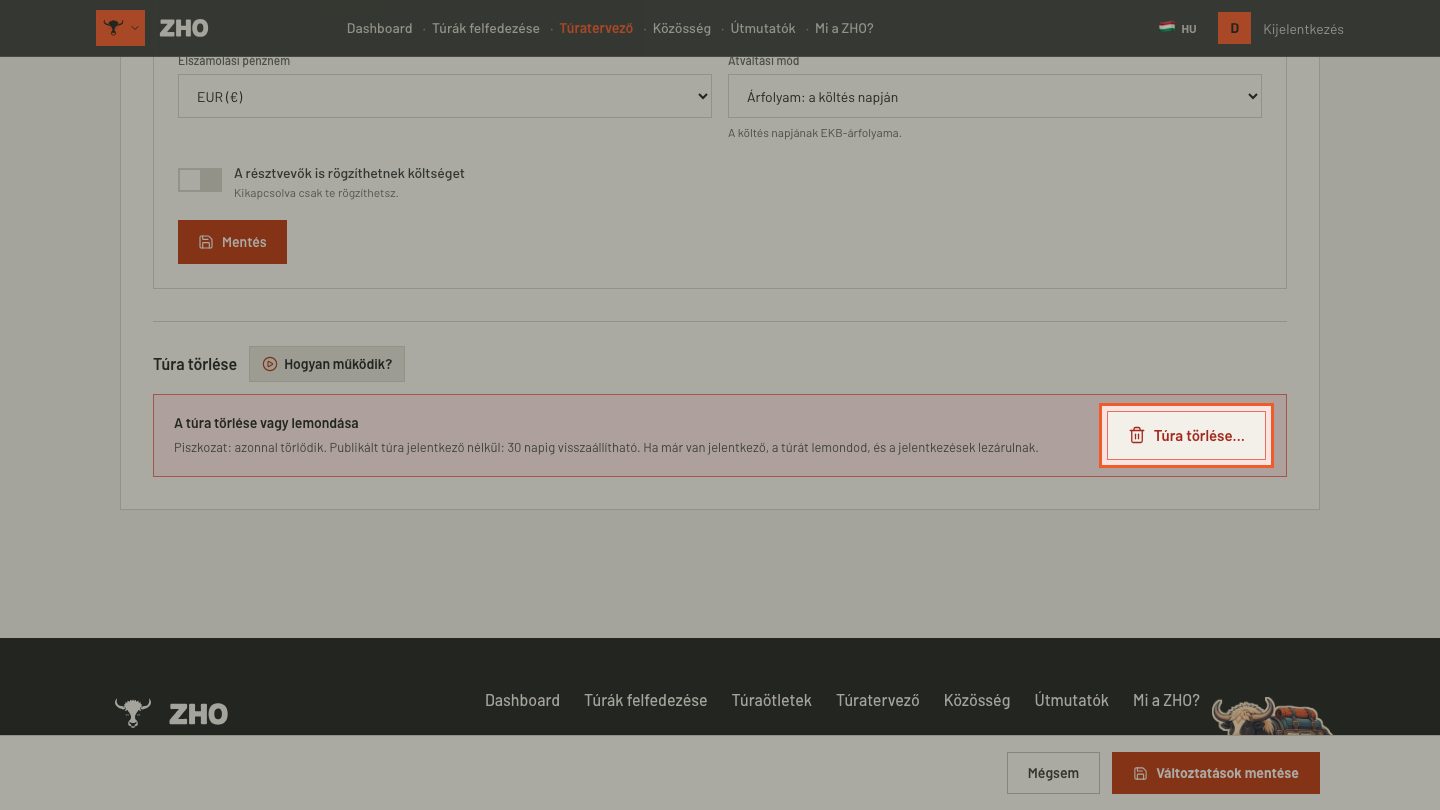 ZHO
Dashboard · Túrák felfedezése · Túratervező · Közösség · Útmutatók · Mi a ZHO?
HU
D
Kijelentkezés
Elszámolási pénznem
Átváltási mód
EUR (€)
Árfolyam: a költés napján
A költés napjának EKB-árfolyama.
A résztvevők is rögzíthetnek költséget
Kikapcsolva csak te rögzíthetsz.
Mentés
Túra törlése
Hogyan működik?
A túra törlése vagy lemondása
Piszkozat: azonnal törlődik. Publikált túra jelentkező nélkül: 30 napig visszaállítható. Ha már van jelentkező, a túrát lemondod, és a jelentkezések lezárulnak.
Túra törlése...
ZHO
Dashboard Túrák felfedezése Túraötletek Túratervező Közösség Útmutatók Mi a ZHO?
Mégsem
Változtatások mentése